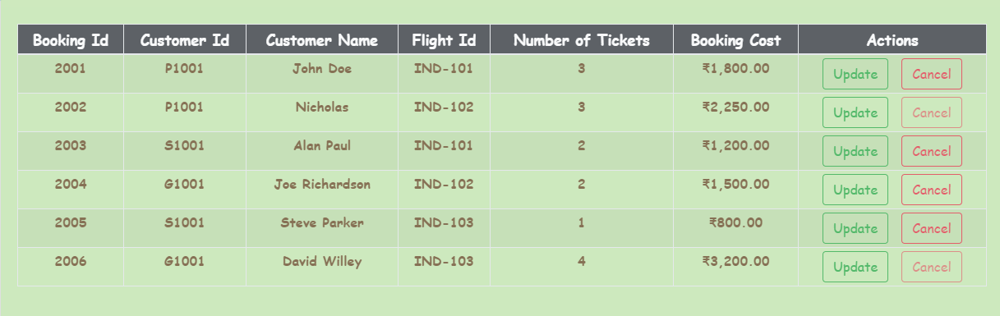 Booking Id Customer Id Customer Name Flight Id Number of Tickets Booking Cost Actions
2001 P1001 John Doe IND-101 3 ₹1,800.00 Update Cancel
2002 P1001 Nicholas IND-102 3 ₹2,250.00 Update Cancel
2003 S1001 Alan Paul IND-101 2 ₹1,200.00 Update Cancel
2004 G1001 Joe Richardson IND-102 2 ₹1,500.00 Update Cancel
2005 S1001 Steve Parker IND-103 1 ₹800.00 Update Cancel
2006 G1001 David Willey IND-103 4 ₹3,200.00 Update Cancel